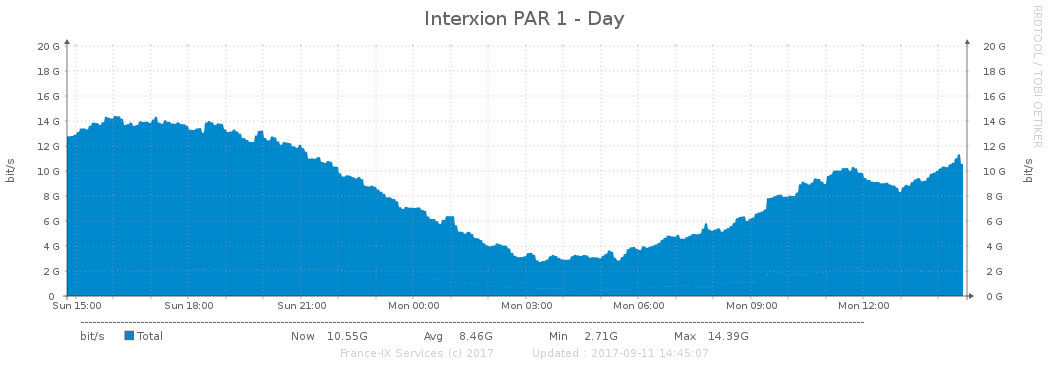 Interxion PAR 1 - Day
RRDTOOL / TOBI OETIKER
20 G 20 G
18 G 18 G
16 G 16 G
14 G 14 G
12 G 12 G
10 G 10 G
8 G 8 G
6 G 6 G
4 G 4 G
2 G 2 G
0 0 G
bit/s bit/s
Sun 15:00 Sun 18:00 Sun 21:00 Mon 00:00 Mon 03:00 Mon 06:00 Mon 09:00 Mon 12:00
bit/s Total Now 10.55G Avg 8.46G Min 2.71G Max 14.39G
France-IX Services (c) 2017 Updated : 2017-09-11 14:45:07